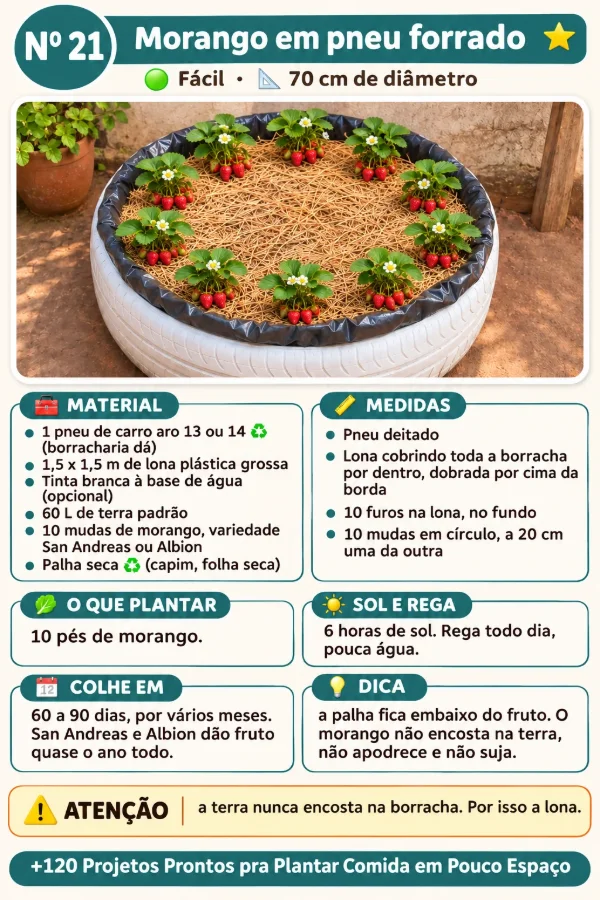 Nº 21
Morango em pneu forrado
Fácil • 70 cm de diâmetro
MATERIAL
1 pneu de carro aro 13 ou 14
(borracharia dá)
1,5 x 1,5 m de lona plástica grossa
Tinta branca à base de água
(opcional)
60 L de terra padrão
10 mudas de morango, variedade
San Andreas ou Albion
Palha seca (capim, folha seca)
MEDIDAS
Pneu deitado
Lona cobrindo toda a borracha
por dentro, dobrada por cima da
borda
10 furos na lona, no fundo
10 mudas em círculo, a 20 cm
uma da outra
O QUE PLANTAR
10 pés de morango.
SOL E REGA
6 horas de sol. Rega todo dia,
pouca água.
12
COLHE EM
60 a 90 dias, por vários meses.
San Andreas e Albion dão fruto
quase o ano todo.
DICA
a palha fica embaixo do fruto. O
morango não encosta na terra,
não apodrece e não suja.
ATENÇÃO
a terra nunca encosta na borracha. Por isso a lona.
+120 Projetos Prontos pra Plantar Comida em Pouco Espaço